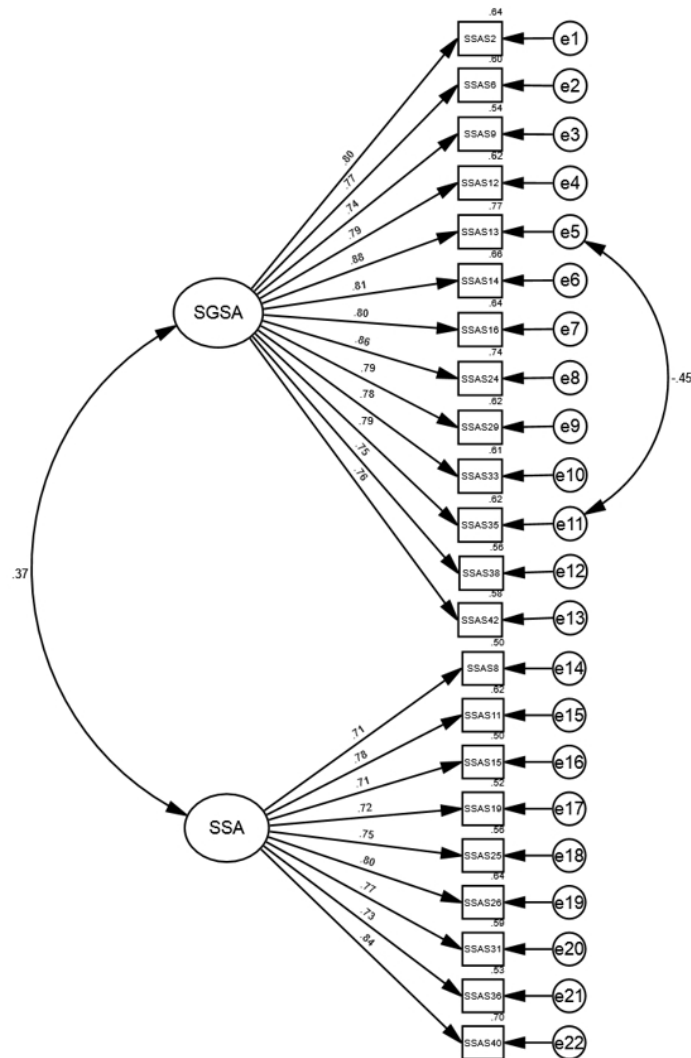 .64
SSAS2 e1
.60
SSAS6 e2
.54
SSAS9 e3
.62
SSAS12 e4
.77
SSAS13 e5
.66
SSAS14 e6
.64
SSAS16 e7
.74
SSAS24 e8
.62
SSAS29 e9
.61
SSAS33 e10
.62
SSAS35 e11
.56
SSAS38 e12
.58
SSAS42 e13
.50
SSAS8 e14
.62
SSAS11 e15
.50
SSAS15 e16
.52
SSAS19 e17
.56
SSAS25 e18
.64
SSAS26 e19
.59
SSAS31 e20
.53
SSAS36 e21
.70
SSAS40 e22
.80
.77
.74
.79
.88
.81
.80
.86
.79
.78
.79
.75
.76
SGSA
-.45
.37
.71
.78
.71
.72
.75
.80
.77
.73
.84
SSA